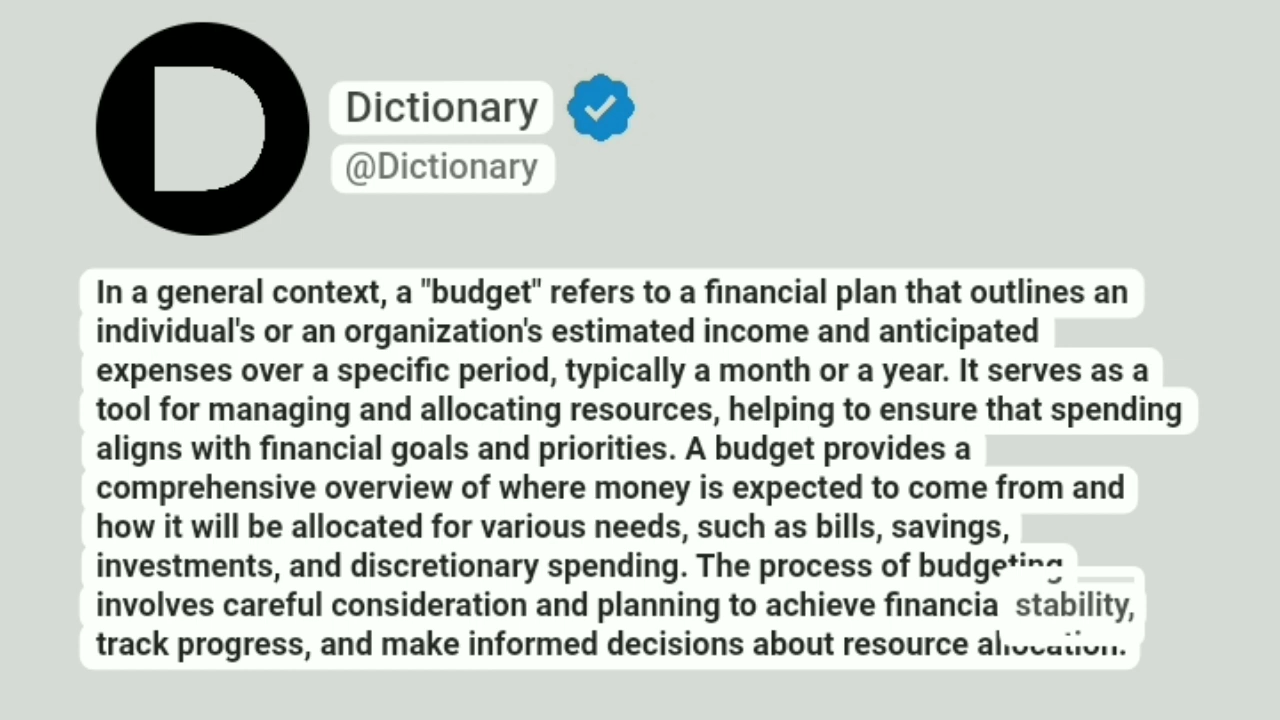 D
Dictionary
@Dictionary
In a general context, a "budget" refers to a financial plan that outlines an
individual's or an organization's estimated income and anticipated
expenses over a specific period, typically a month or a year. It serves as a
tool for managing and allocating resources, helping to ensure that spending
aligns with financial goals and priorities. A budget provides a
comprehensive overview of where money is expected to come from and
how it will be allocated for various needs, such as bills, savings,
investments, and discretionary spending. The process of budgeting
involves careful consideration and planning to achieve financia stability,
track progress, and make informed decisions about resource allocation.